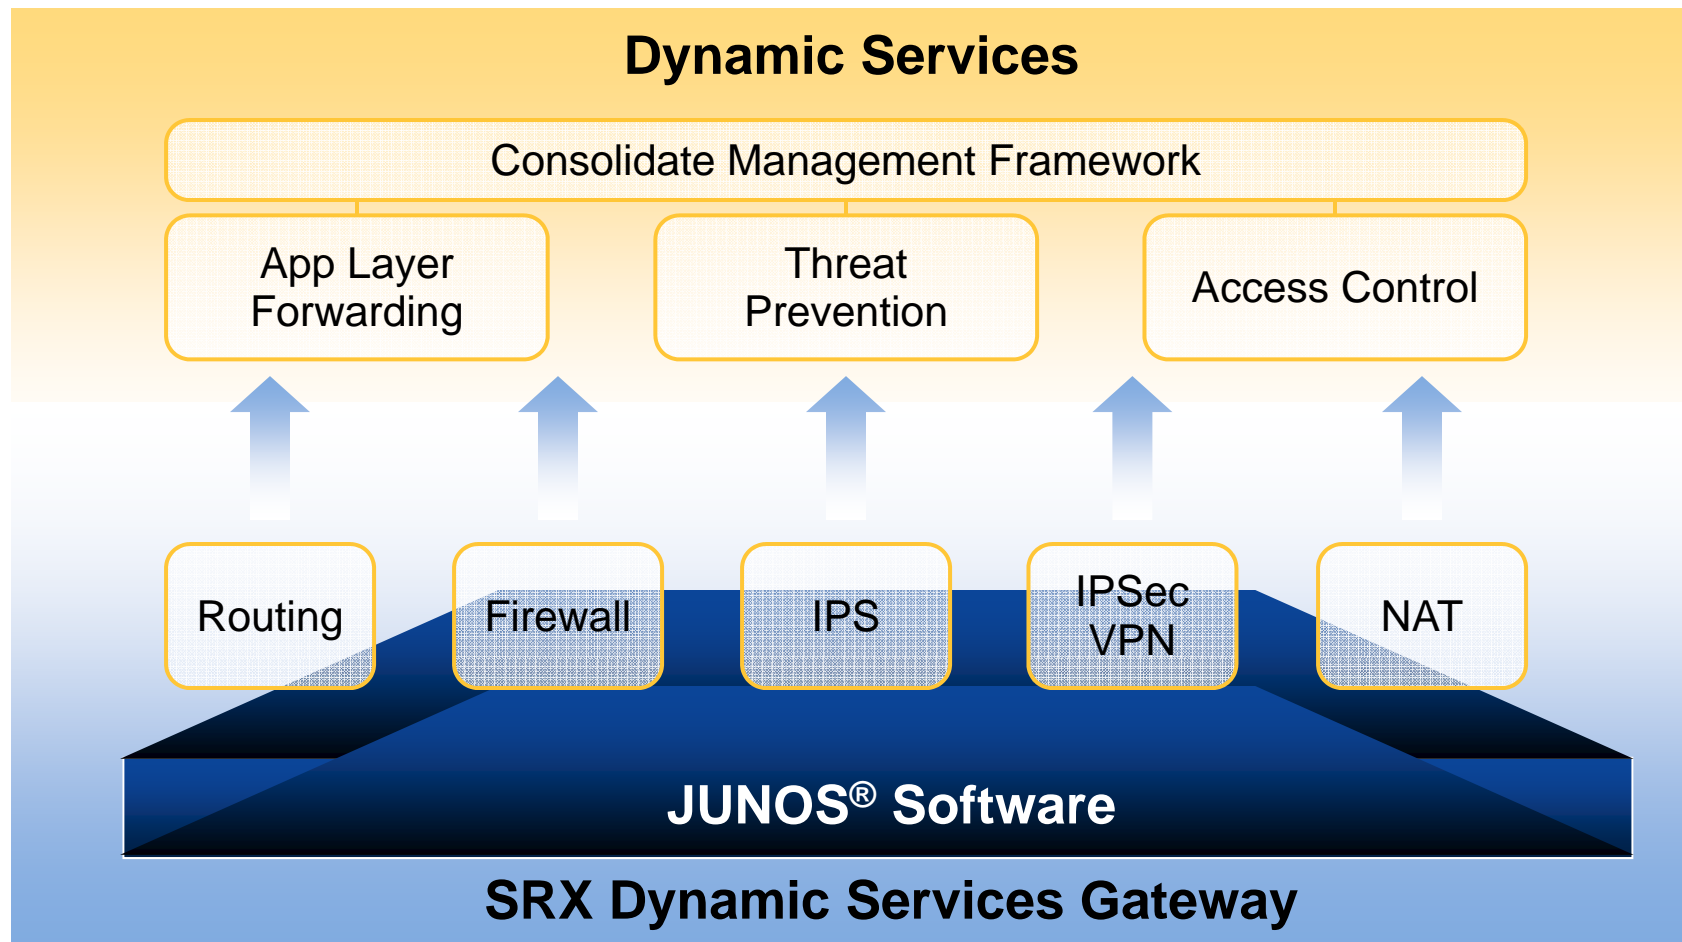 Dynamic Services
Consolidate Management Framework
App Layer
Forwarding
Threat
Prevention
Access Control
Routing
Firewall
IPS
IPSec
VPN
NAT
JUNOS® Software
SRX Dynamic Services Gateway